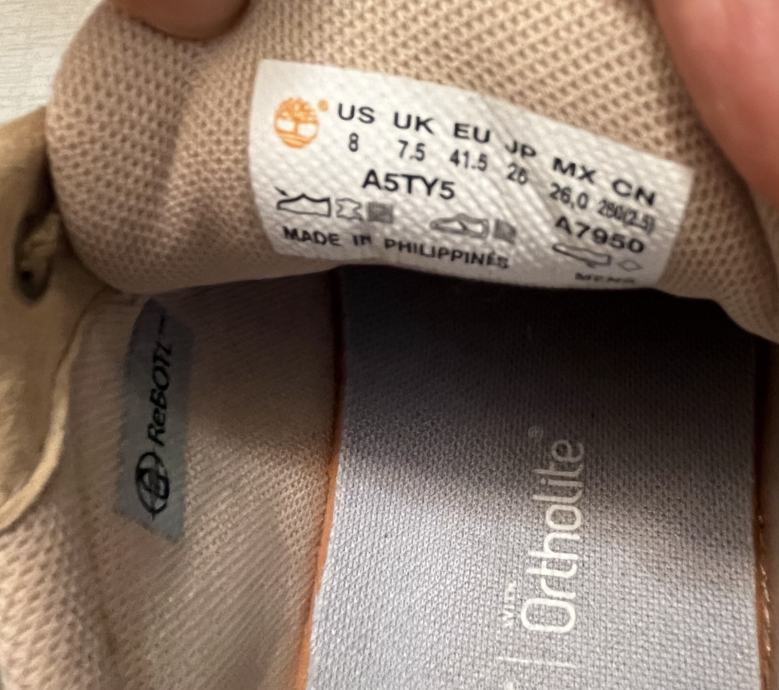 US UK EU JP MX CN
8 7.5 41.5 26 26,0 260(2.5)
A5TY5
A7950
MADE IN PHILIPPINES
MENS
ReBOTL
with
Ortholite